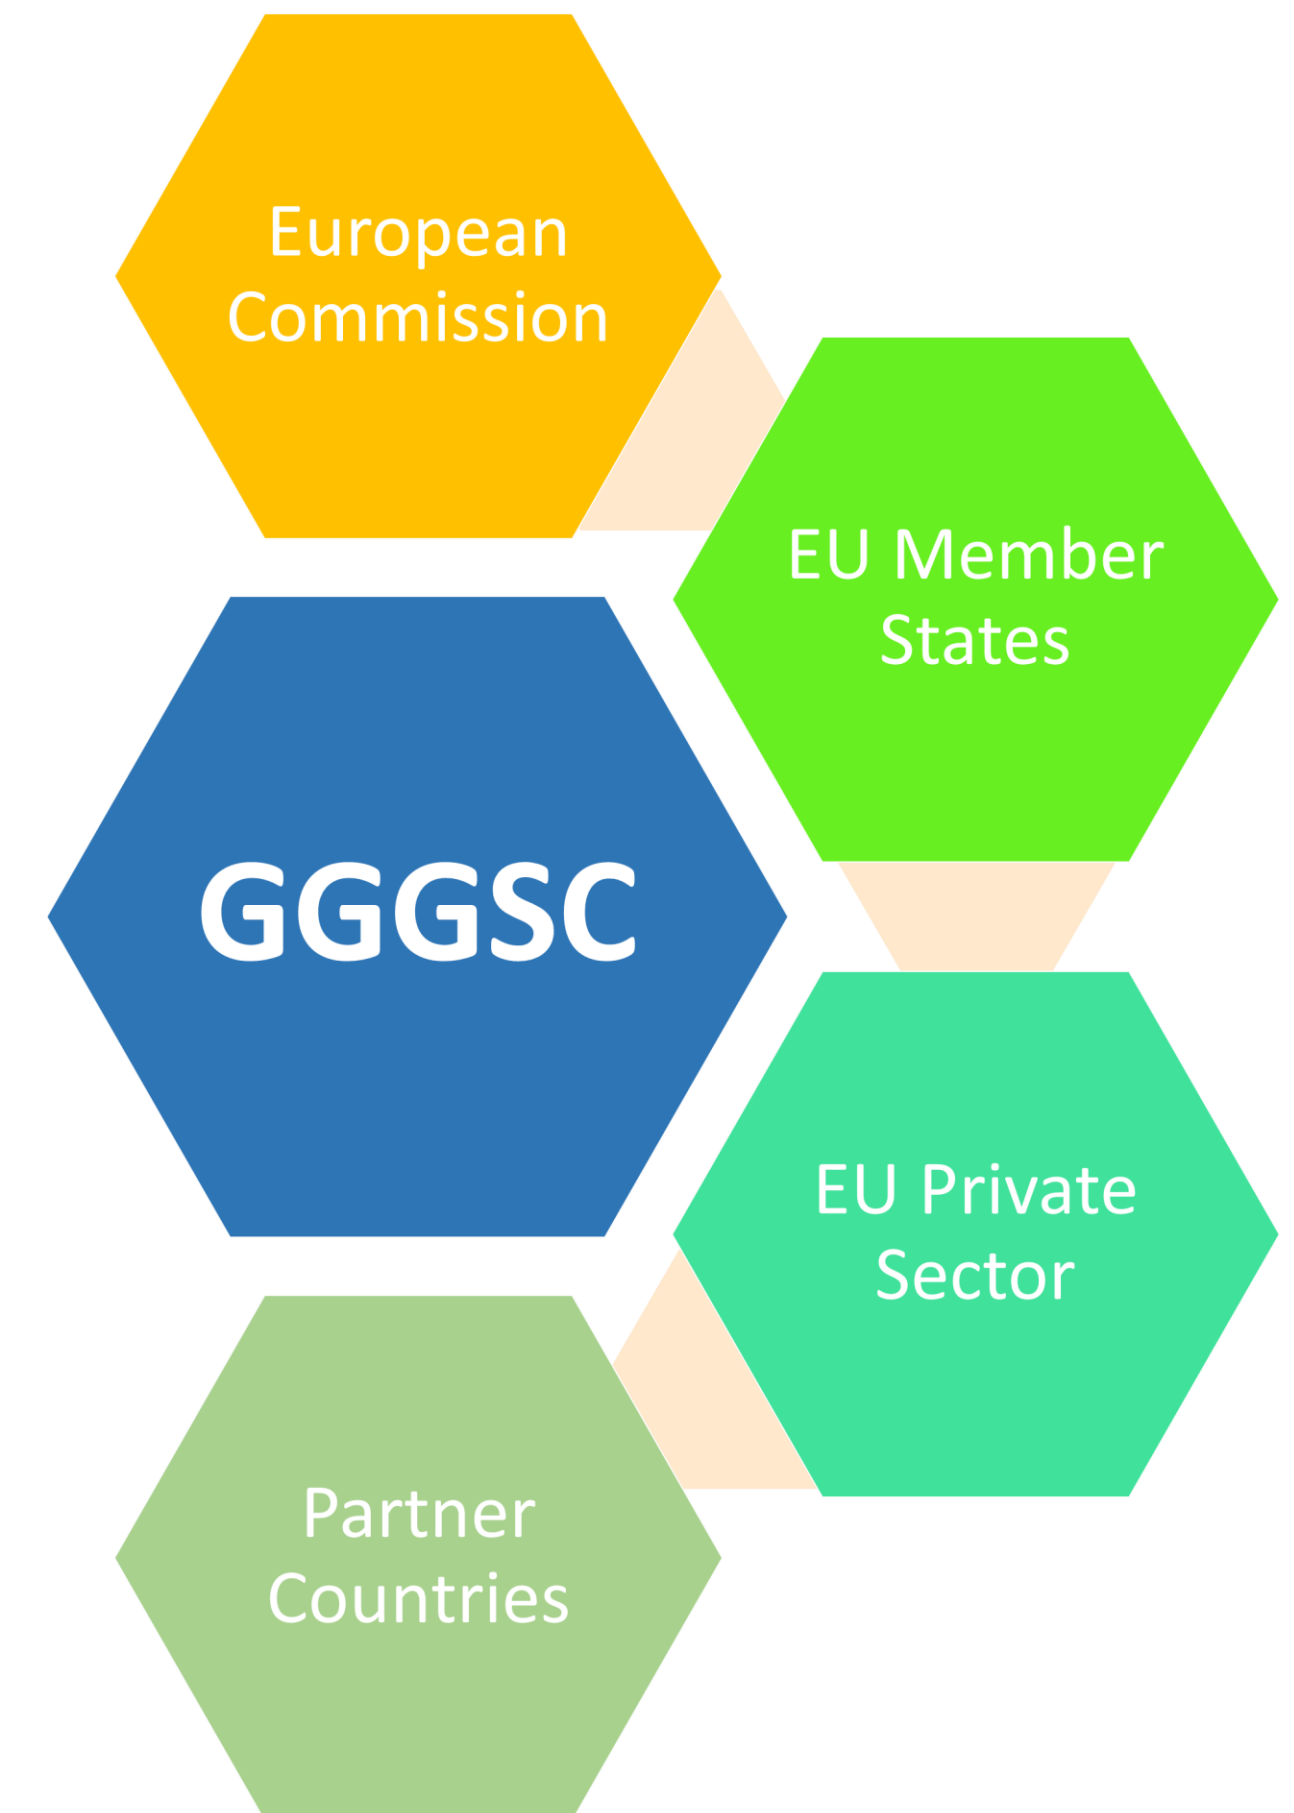 European
Commission
EU Member
States
GGGSC
EU Private
Sector
Partner
Countries